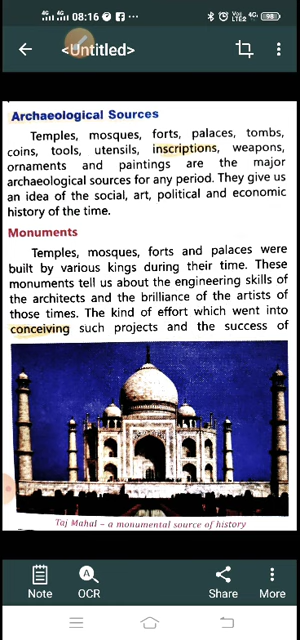 08:16
98
<Untitled>
Archaeological Sources
Temples, mosques, forts, palaces, tombs,
coins, tools, utensils, inscriptions, weapons,
ornaments and paintings are the major
archaeological sources for any period. They give us
an idea of the social, art, political and economic
history of the time.
Monuments
Temples, mosques, forts and palaces were
built by various kings during their time. These
monuments tell us about the engineering skills of
the architects and the brilliance of the artists of
those times. The kind of effort which went into
conceiving such projects and the success of
Taj Mahal – a monumental source of history
A
Note OCR Share More